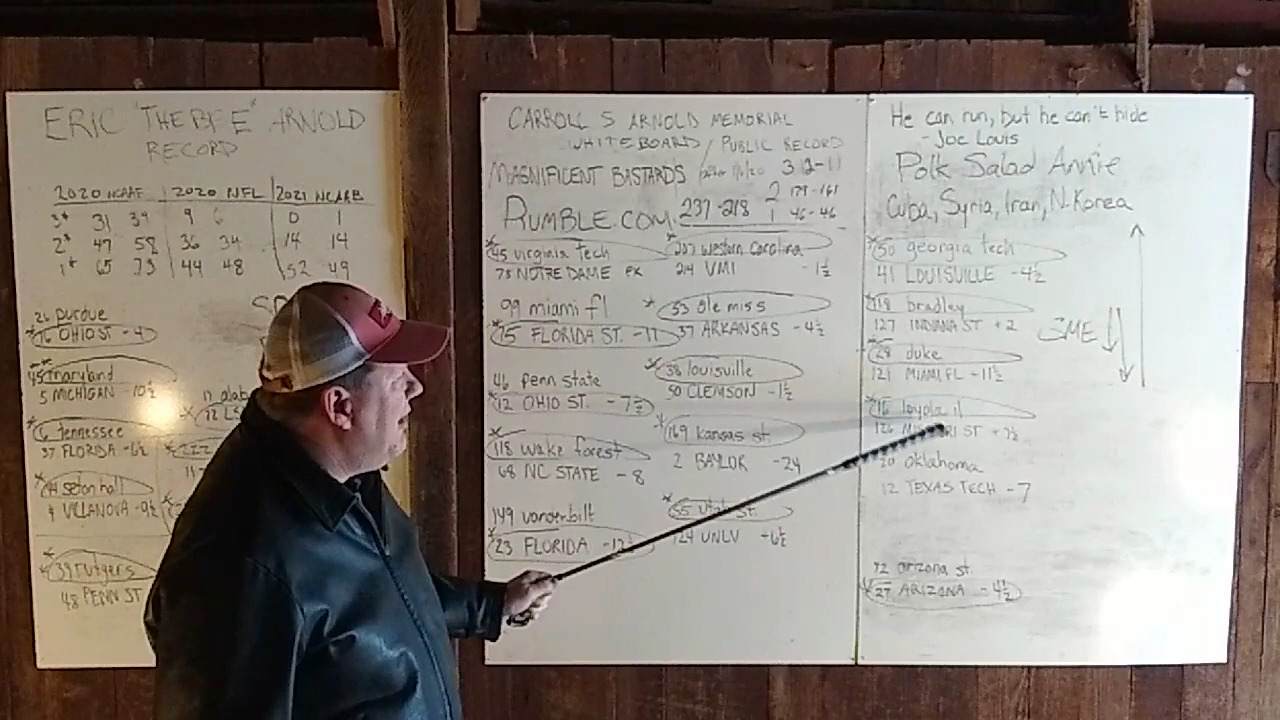 ERIC "THE BFE" ARNOLD
RECORD
2020 NCAAF 2020 NFL 2021 NCAAB
3* 31 39 9 6 0 1
2* 47 58 36 34 14 14
1* 65 73 44 48 52 49
26 purdue
*16 OHIO ST -4
45 maryland
5 MICHIGAN -10½
*6 tennessee
37 FLORIDA -6½
seton hall
VILLANOVA -9½
*39 rutgers
48 PENN ST
CARROLL S ARNOLD MEMORIAL
WHITEBOARD / PUBLIC RECORD
MAGNIFICENT BASTARDS
RUMBLE.COM 237-218 1 46-46
*45 virginia tech
78 NOTRE DAME PK
99 miami fl
*15 FLORIDA ST. -11
46 penn state
*12 OHIO ST. -7½
*118 wake forest
68 NC STATE -8
149 vanderbilt
*23 FLORIDA
*207 western carolina
214 VMI -1½
*53 ole miss
37 ARKANSAS -4½
*38 louisville
50 CLEMSON -1½
*169 kansas st.
2 BAYLOR -24
*55 utah st.
124 UNLV +6½
He can run, but he can't hide
- Joe Louis
Polk Salad Annie
Cuba, Syria, Iran, N.Korea
*50 georgia tech
41 LOUISVILLE -4½
*118 bradley
127 INDIANA ST +2
*28 duke
121 MIAMI FL +11½
SME
*16 loyola il
oklahoma
12 TEXAS TECH -7
72 arizona st.
*27 ARIZONA -4½